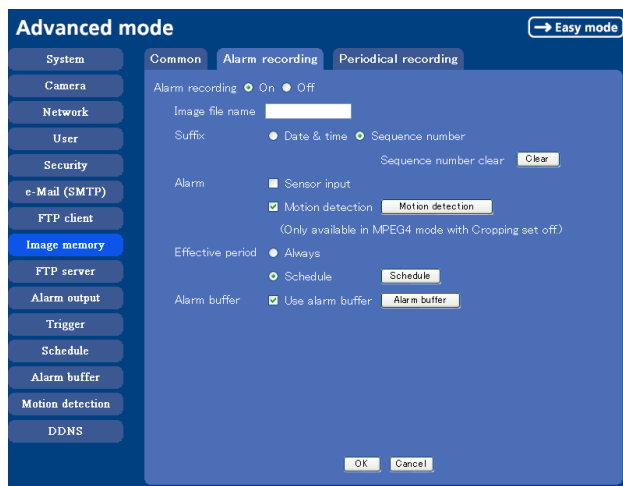 Advanced mode
→ Easy mode
System
Camera
Network
User
Security
e-Mail (SMTP)
FTP client
Image memory
FTP server
Alarm output
Trigger
Schedule
Alarm buffer
Motion detection
DDNS
Common Alarm recording Periodical recording
Alarm recording On Off
Image file name
Suffix Date & time Sequence number
Sequence number clear Clear
Alarm Sensor input
Motion detection Motion detection
(Only available in MPEG4 mode with Cropping set off.)
Effective period Always
Schedule Schedule
Alarm buffer Use alarm buffer Alarm buffer
OK Cancel